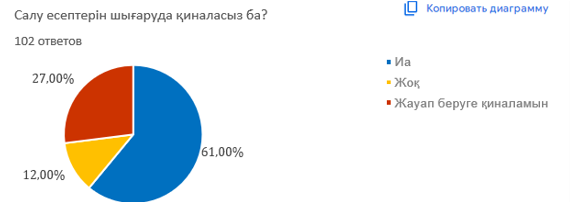 Салу есептерін шығаруда қиналасыз ба?
Копировать диаграмму
102 ответов
Иа
Жоқ
Жауап беруге қиналамын
27,00%
61,00%
12,00%